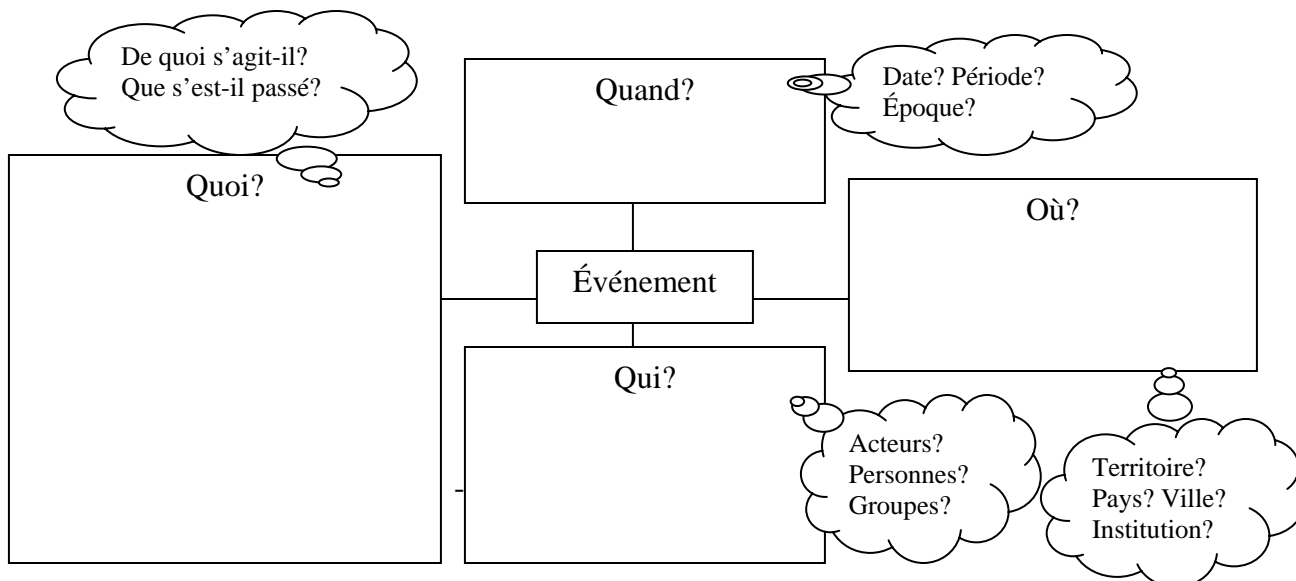 De quoi s'agit-il?
Que s'est-il passé?
Quand?
Date? Période?
Époque?
Quoi?
Où?
Événement
Qui?
Acteurs?
Personnes?
Groupes?
Territoire?
Pays? Ville?
Institution?
-